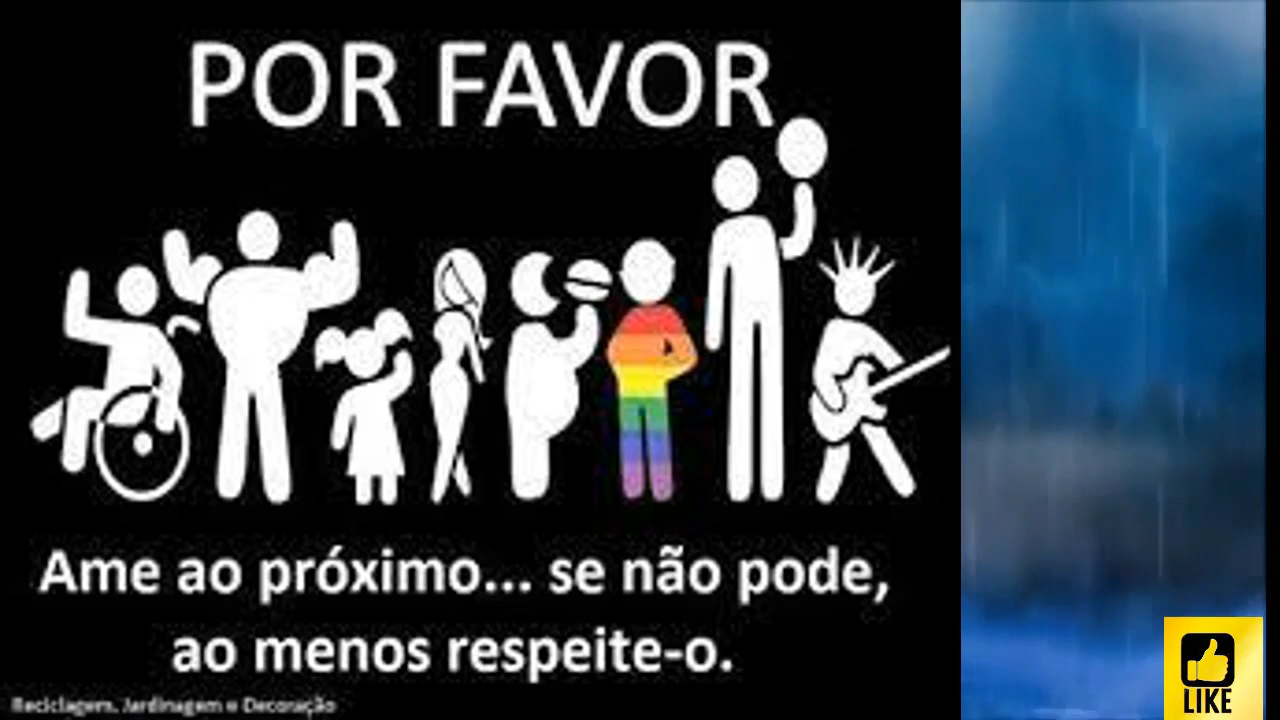 POR FAVOR
Ame ao próximo... se não pode,
ao menos respeite-o.
Reciclagem, Jardinagem e Decoração
LIKE